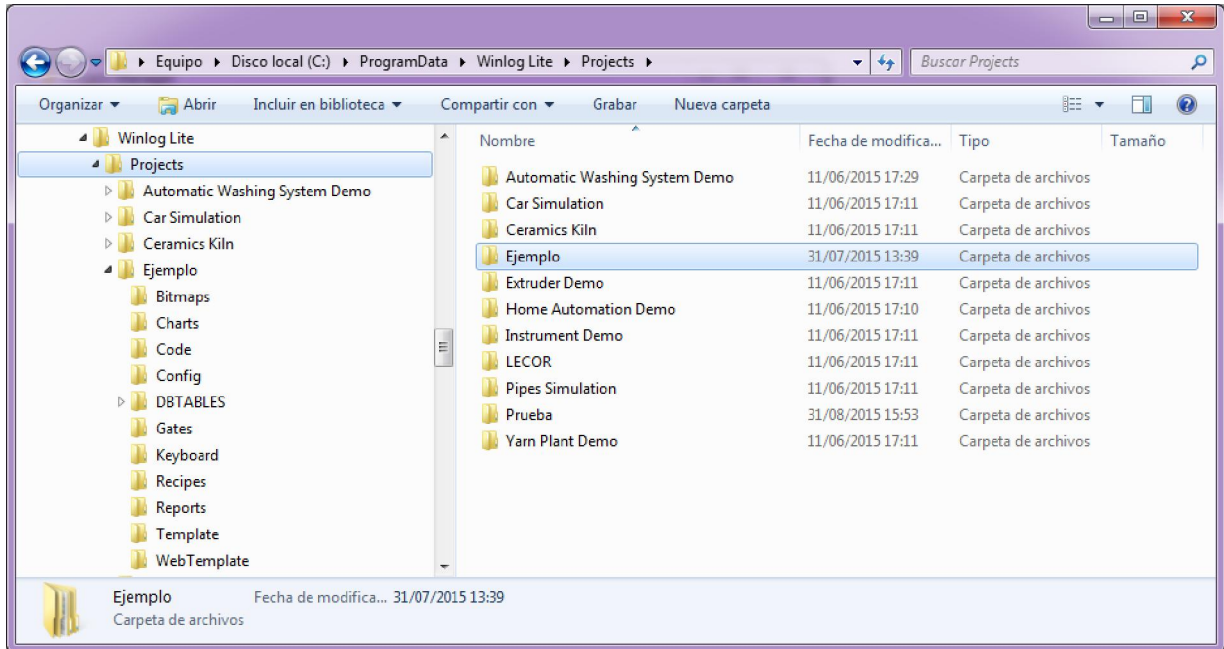 Equipo Disco local (C:) ProgramData Winlog Lite Projects Buscar Projects
Organizar Abrir Incluir en biblioteca Compartir con Grabar Nueva carpeta
Winlog Lite
Projects
Automatic Washing System Demo
Car Simulation
Ceramics Kiln
Ejemplo
Bitmaps
Charts
Code
Config
DBTABLES
Gates
Keyboard
Recipes
Reports
Template
WebTemplate
Nombre Fecha de modifica... Tipo Tamaño
Automatic Washing System Demo 11/06/2015 17:29 Carpeta de archivos
Car Simulation 11/06/2015 17:11 Carpeta de archivos
Ceramics Kiln 11/06/2015 17:11 Carpeta de archivos
Ejemplo 31/07/2015 13:39 Carpeta de archivos
Extruder Demo 11/06/2015 17:11 Carpeta de archivos
Home Automation Demo 11/06/2015 17:10 Carpeta de archivos
Instrument Demo 11/06/2015 17:11 Carpeta de archivos
LECOR 11/06/2015 17:11 Carpeta de archivos
Pipes Simulation 11/06/2015 17:11 Carpeta de archivos
Prueba 31/08/2015 15:53 Carpeta de archivos
Yarn Plant Demo 11/06/2015 17:11 Carpeta de archivos
Ejemplo Fecha de modifica... 31/07/2015 13:39
Carpeta de archivos